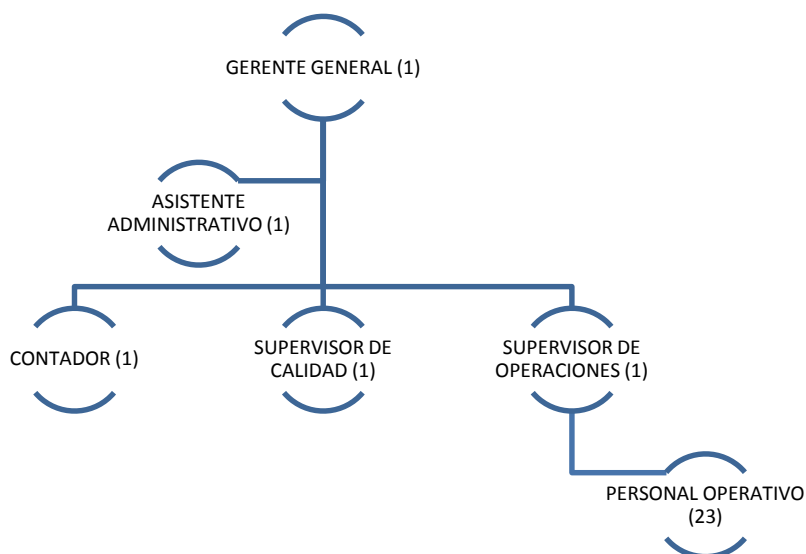 GERENTE GENERAL (1)
ASISTENTE
ADMINISTRATIVO (1)
CONTADOR (1)
SUPERVISOR DE
CALIDAD (1)
SUPERVISOR DE
OPERACIONES (1)
PERSONAL OPERATIVO
(23)